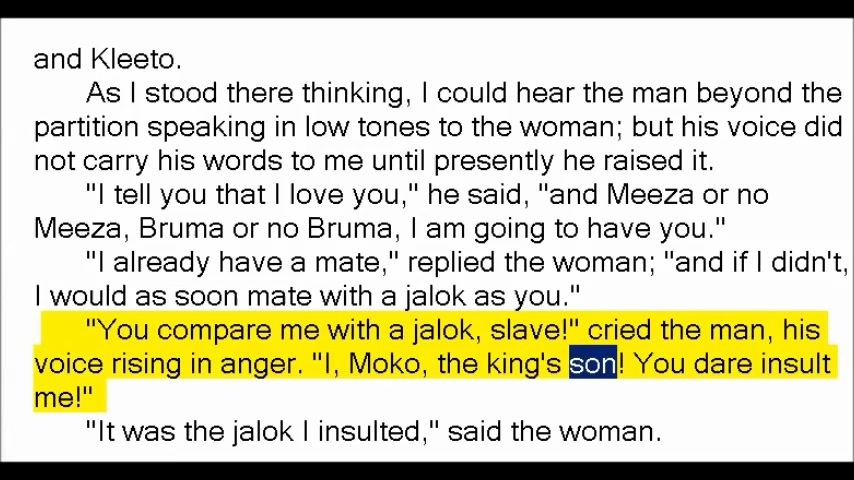 and Kleeto.
As I stood there thinking, I could hear the man beyond the
partition speaking in low tones to the woman; but his voice did
not carry his words to me until presently he raised it.
"I tell you that I love you," he said, "and Meeza or no
Meeza, Bruma or no Bruma, I am going to have you."
"I already have a mate," replied the woman; "and if I didn't,
I would as soon mate with a jalok as you."
"You compare me with a jalok, slave!" cried the man, his
voice rising in anger. "I, Moko, the king's son! You dare insult
me!"
"It was the jalok I insulted," said the woman.